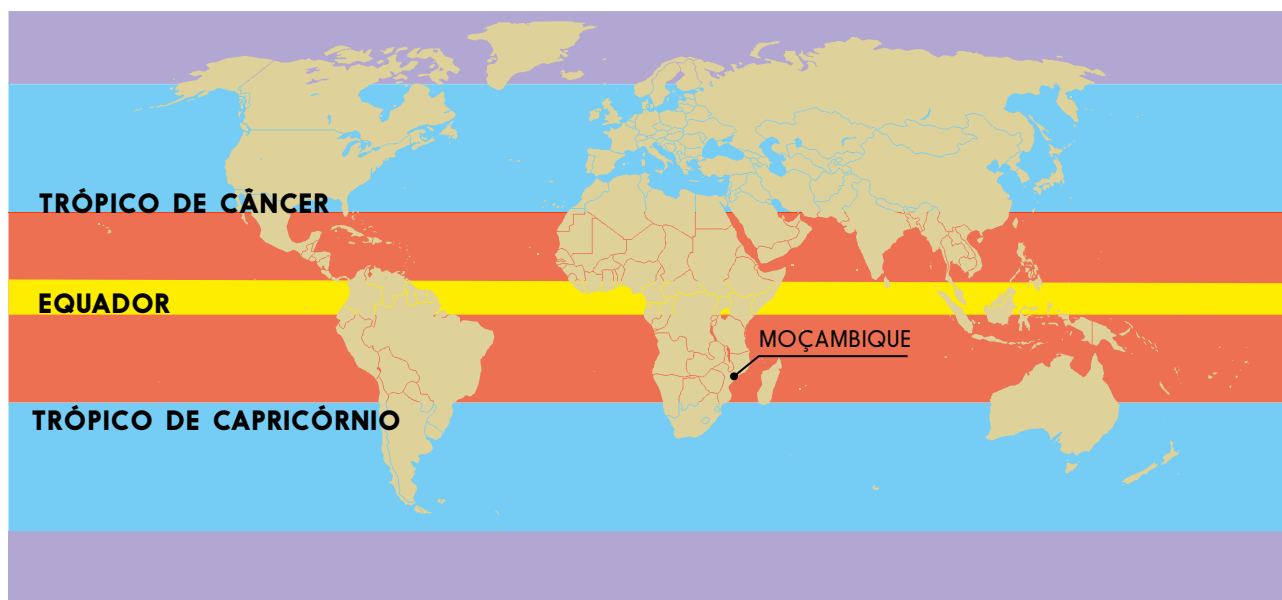 TRÓPICO DE CÂNCER
EQUADOR
MOÇAMBIQUE
TRÓPICO DE CAPRICÓRNIO